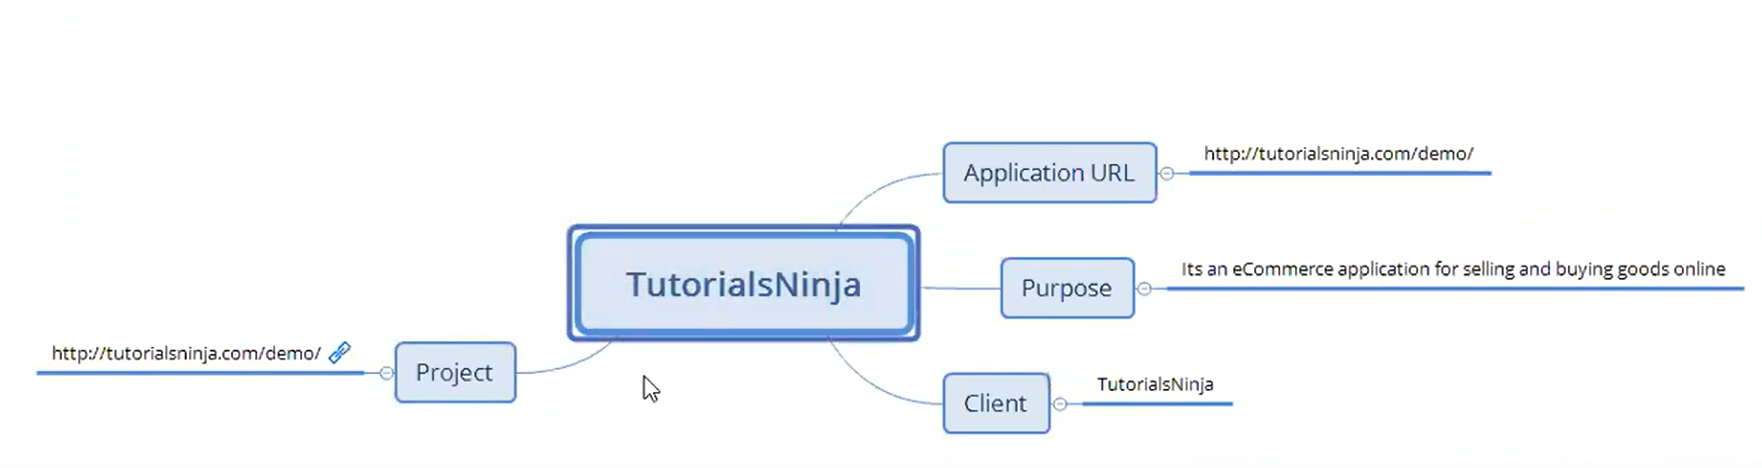 Application URL
http://tutorialsninja.com/demo/
TutorialsNinja
Purpose
Its an eCommerce application for selling and buying goods online
http://tutorialsninja.com/demo/
Project
Client
TutorialsNinja